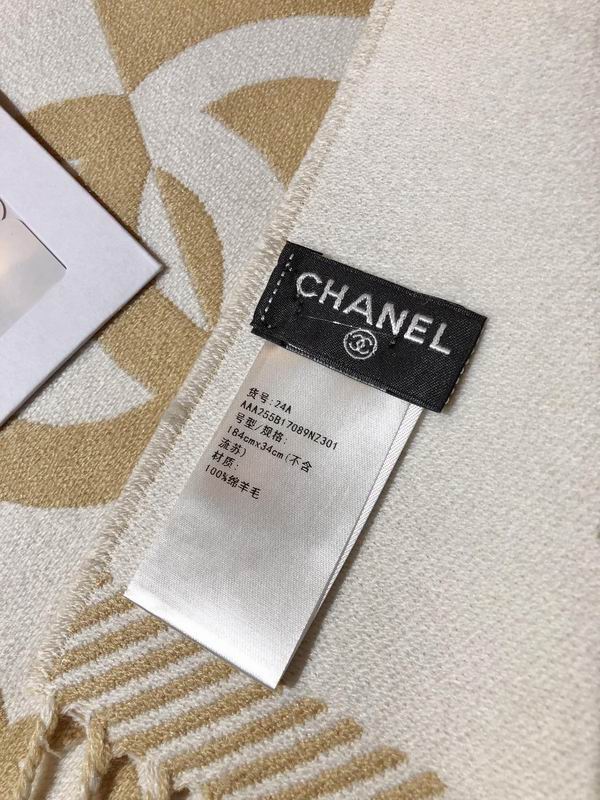 CHANEL
货号:24A
AAA255B17089NZ301
号型/规格:
184cmx34cm(不含
流苏)
材质:
100%绵羊毛